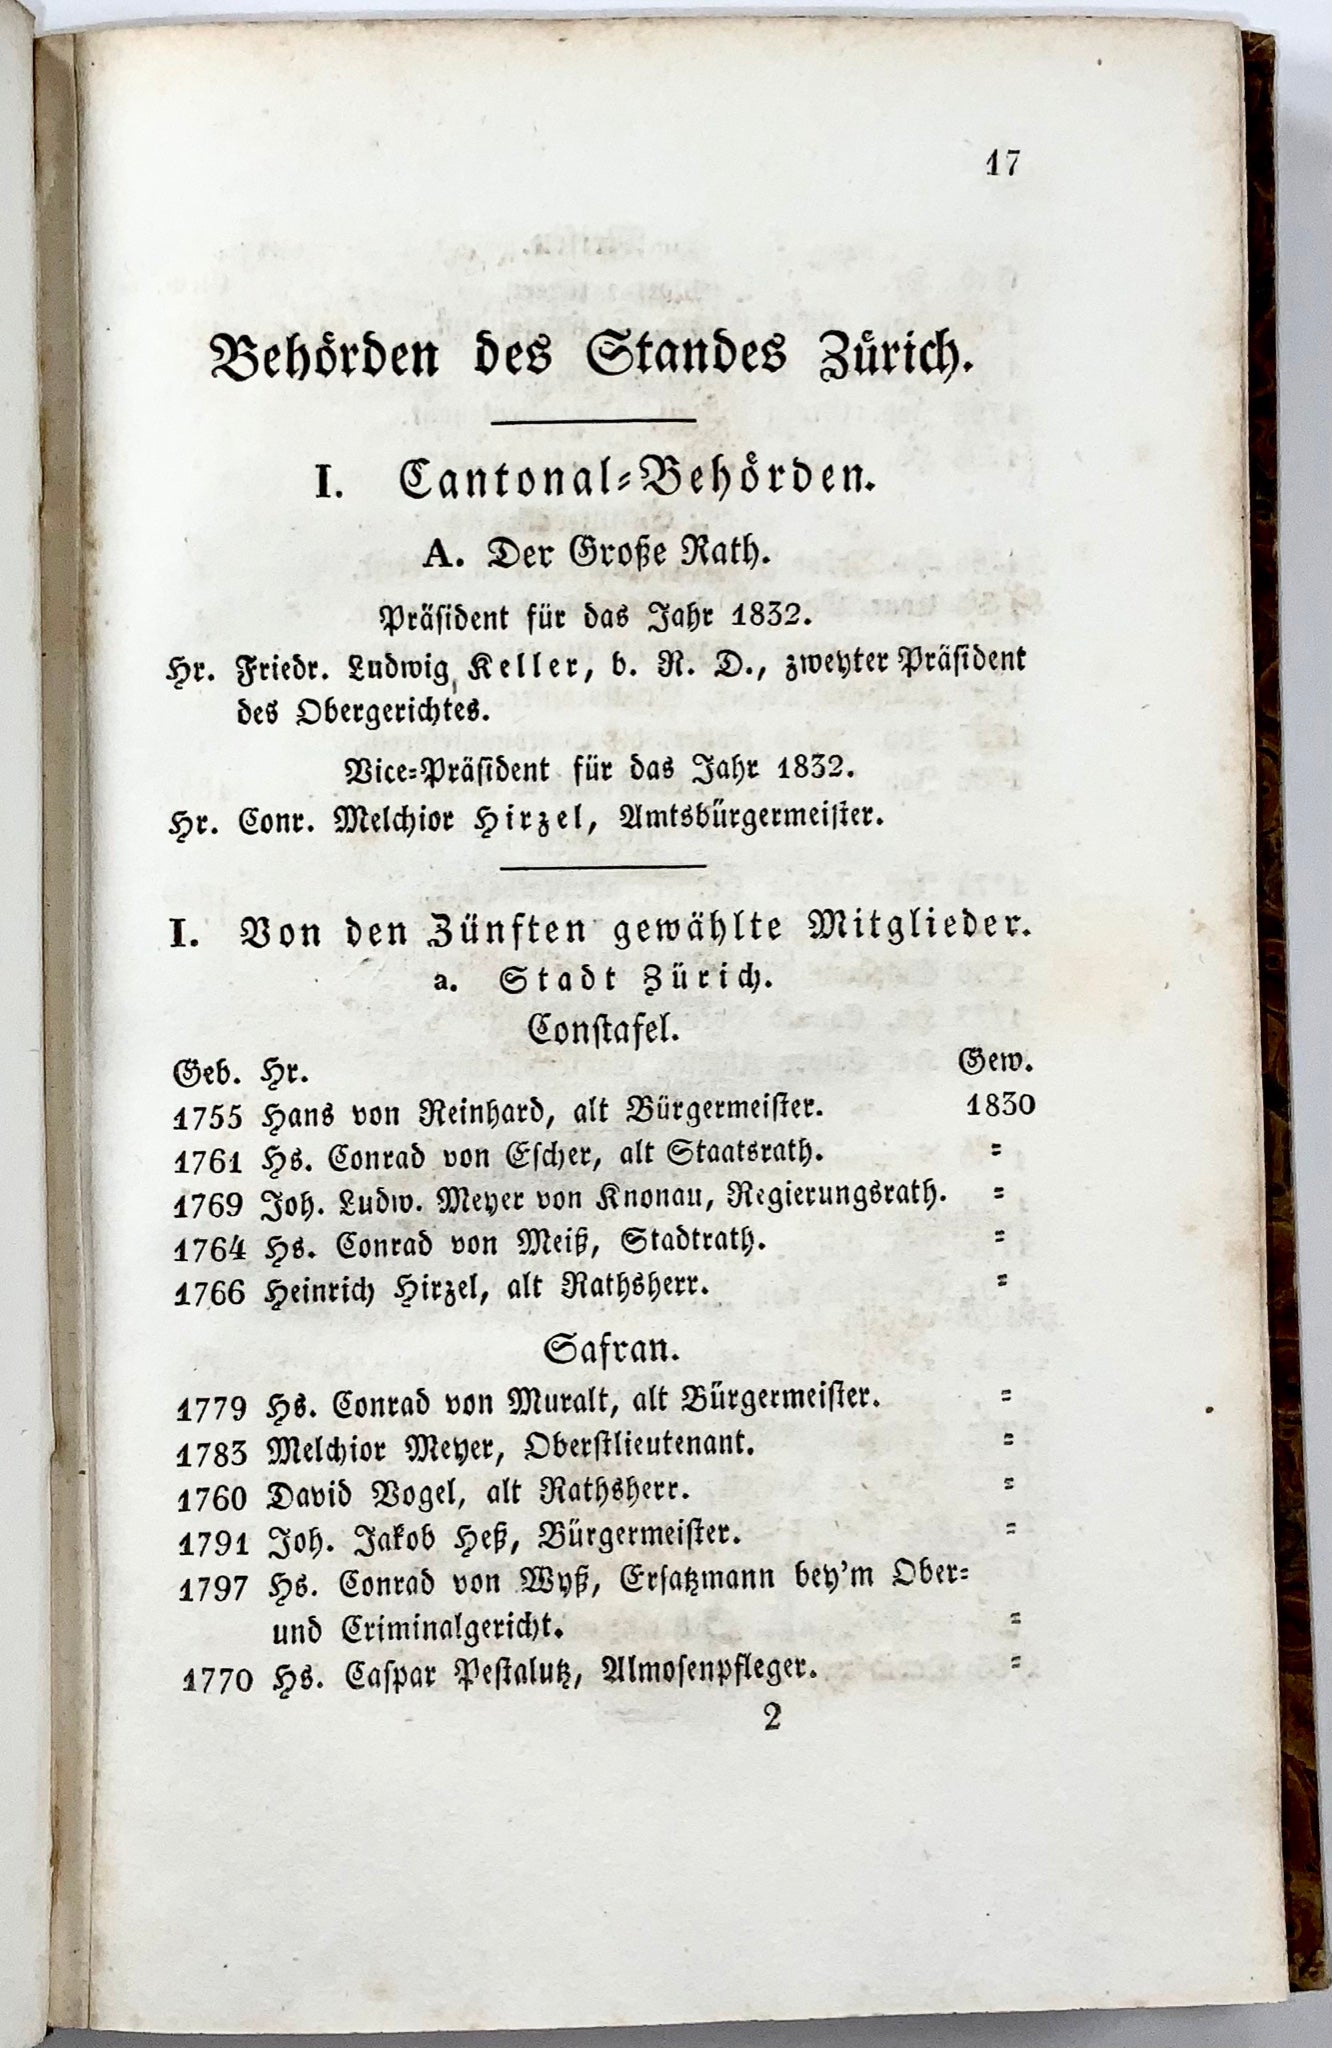 17
Behörden des Standes Zürich.
I. Cantonal-Behörden.
A. Der Große Rath.
Präsident für das Jahr 1832.
Hr. Friedr. Ludwig Keller, b. R. D., zweyter Präsident
des Obergerichtes.
Vice-Präsident für das Jahr 1832.
Hr. Conr. Melchior Hirzel, Amtsbürgermeister.
I. Von den Zünften gewählte Mitglieder.
a. Stadt Zürich.
Constafel.
Geb. Hr. Gew.
1755 Hans von Reinhard, alt Bürgermeister. 1830
1761 Hs. Conrad von Escher, alt Staatsrath. "
1769 Joh. Ludw. Meyer von Knonau, Regierungsrath. "
1764 Hs. Conrad von Meiß, Stadtrath. "
1766 Heinrich Hirzel, alt Rathsherr. "
Safran.
1779 Hs. Conrad von Muralt, alt Bürgermeister. "
1783 Melchior Meyer, Oberstlieutenant. "
1760 David Vogel, alt Rathsherr. "
1791 Joh. Jakob Heß, Bürgermeister. "
1797 Hs. Conrad von Wyß, Ersatzmann bey'm Ober-
und Criminalgericht. "
1770 Hs. Caspar Pestalutz, Almosenpfleger. "
2